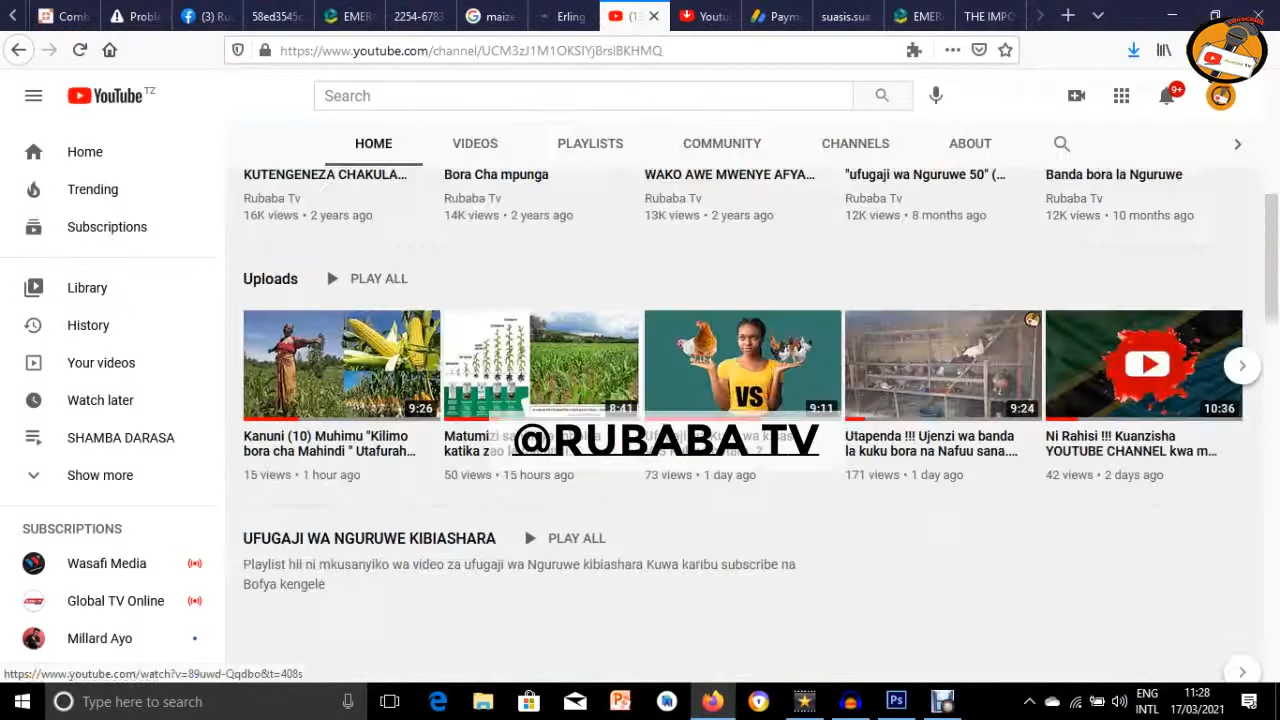 Comb
Proble
(3) Ru
58ed3545c
EMER
2254-6783
maize
Erling
(13
Youtu
Paym
suasis.sua
EMERA
THE IMPO
https://www.youtube.com/channel/UCM3zJ1M1OKSIYj8rslBKHMQ
YouTube TZ
Search
9+
HOME
VIDEOS
PLAYLISTS
COMMUNITY
CHANNELS
ABOUT
Home
Trending
Subscriptions
Library
History
Your videos
Watch later
SHAMBA DARASA
Show more
SUBSCRIPTIONS
Wasafi Media
Global TV Online
Millard Ayo
KUTENGENEZA CHAKULA...
Rubaba Tv
16K views • 2 years ago
Bora Cha mpunga
Rubaba Tv
14K views • 2 years ago
WAKO AWE MWENYE AFYA...
Rubaba Tv
13K views • 2 years ago
"ufugaji wa Nguruwe 50" (...
Rubaba Tv
12K views • 8 months ago
Banda bora la Nguruwe
Rubaba Tv
12K views • 10 months ago
Uploads
PLAY ALL
9:26
8:41
VS
9:11
9:24
10:36
Kanuni (10) Muhimu "Kilimo
bora cha Mahindi " Utafurah...
15 views • 1 hour ago
Matumizi
katika zao
50 views • 15 hours ago
@RUBABA TV
73 views • 1 day ago
Utapenda !!! Ujenzi wa banda
la kuku bora na Nafuu sana....
171 views • 1 day ago
Ni Rahisi !!! Kuanzisha
YOUTUBE CHANNEL kwa m...
42 views • 2 days ago
UFUGAJI WA NGURUWE KIBIASHARA
PLAY ALL
Playlist hii ni mkusanyiko wa video za ufugaji wa Nguruwe kibiashara Kuwa karibu subscribe na
Bofya kengele
https://www.youtube.com/watch?v=89uwd-Qqdbo&t=408s
Type here to search
ENG
INTL
11:28
17/03/2021